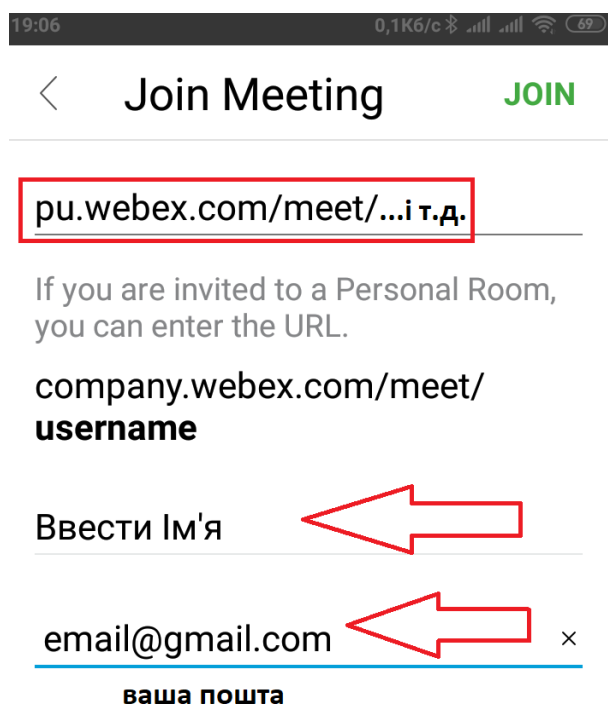 19:06 0,1Кб/с 69
Join Meeting JOIN
pu.webex.com/meet/...і т.д.
If you are invited to a Personal Room,
you can enter the URL.
company.webex.com/meet/
username
Ввести Ім'я
email@gmail.com ×
ваша пошта